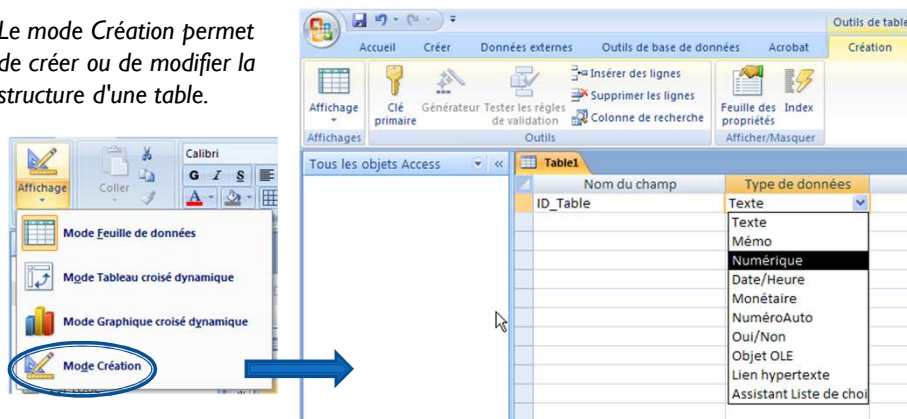 Le mode Création permet
de créer ou de modifier la
structure d'une table.
Affichage
Coller
Calibri
G I S
A
Mode Feuille de données
Mode Tableau croisé dynamique
Mode Graphique croisé dynamique
Mode Création
Outils de table
Accueil Créer Données externes Outils de base de données Acrobat Création
Affichage
Clé
primaire
Générateur
Tester les règles
de validation
Insérer des lignes
Supprimer les lignes
Colonne de recherche
Feuille des
propriétés
Index
Affichages Outils Afficher/Masquer
Tous les objets Access «
Table1
Nom du champ Type de données
ID_Table Texte
Texte
Mémo
Numérique
Date/Heure
Monétaire
NuméroAuto
Oui/Non
Objet OLE
Lien hypertexte
Assistant Liste de choi